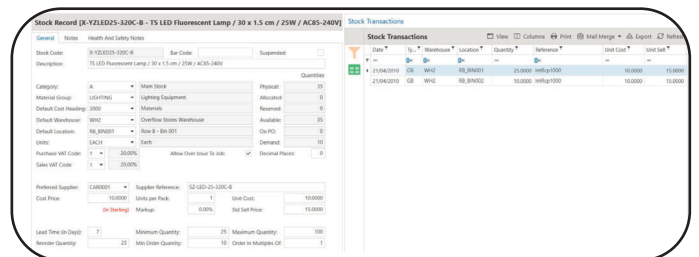 Stock Record [X-YZLED25-320C-B - TS LED Fluorescent Lamp / 30 x 1.5 cm / 25W / AC85-240V]
General Notes Health And Safety Notes
Stock Code: X-YZLED25-320C-B Bar Code: Suspended:
Description: TS LED Fluorescent Lamp / 30 x 1.5 cm / 25W / AC85-240V
Quantities
Category: A Main Stock Physical: 35
Material Group: LIGHTING Lighting Equipment Allocated: 0
Default Cost Heading: 2000 Materials Reserved: 0
Default Warehouse: WH2 Overflow Stores Warehouse Available: 35
Default Location: RB_BIN001 Row B - Bin 001 On PO: 0
Units: EACH Each Demand: 10
Purchase VAT Code: 1 20.00% Allow Over Issue To Job: Decimal Places: 0
Sales VAT Code: 1 20.00%
Preferred Supplier: CAN0001 Supplier Reference: SZ-LED-25-320C-B
Cost Price: 10.0000 Units per Pack: 1 Unit Cost: 10.0000
(in Sterling) Markup: 0.00% Std Sell Price: 15.0000
Lead Time (in Days): 7 Minimum Quantity: 25 Maximum Quantity: 100
Reorder Quantity: 25 Min Order Quantity: 10 Order In Multiples Of: 1
Stock Transactions
Stock Transactions View Columns Print Mail Merge Export Refresh
Date Ty... Warehouse Location Quantity Reference Unit Cost Unit Sell
21/04/2010 GB WH2 RB_BIN001 25.0000 10.0000 15.0000
21/04/2010 GB WH2 RB_BIN002 10.0000 10.0000 15.0000